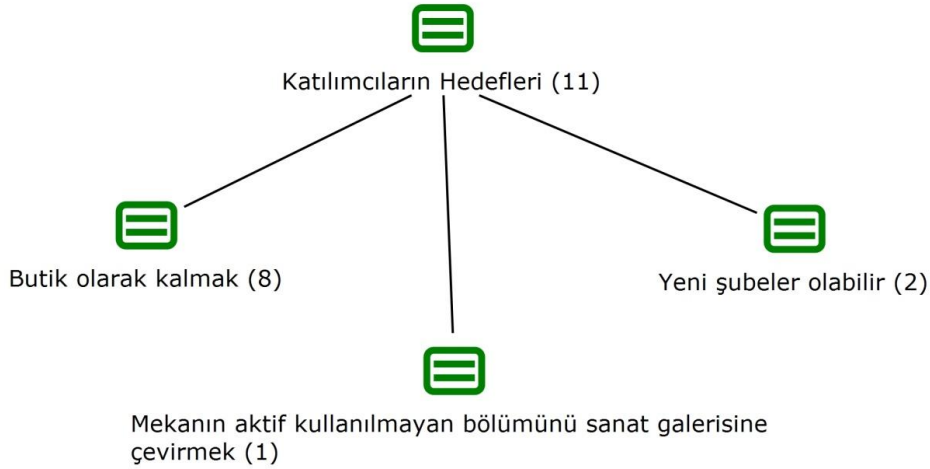 Katılımcıların Hedefleri (11)
Butik olarak kalmak (8)
Yeni şubeler olabilir (2)
Mekanın aktif kullanılmayan bölümünü sanat galerisine
çevirmek (1)